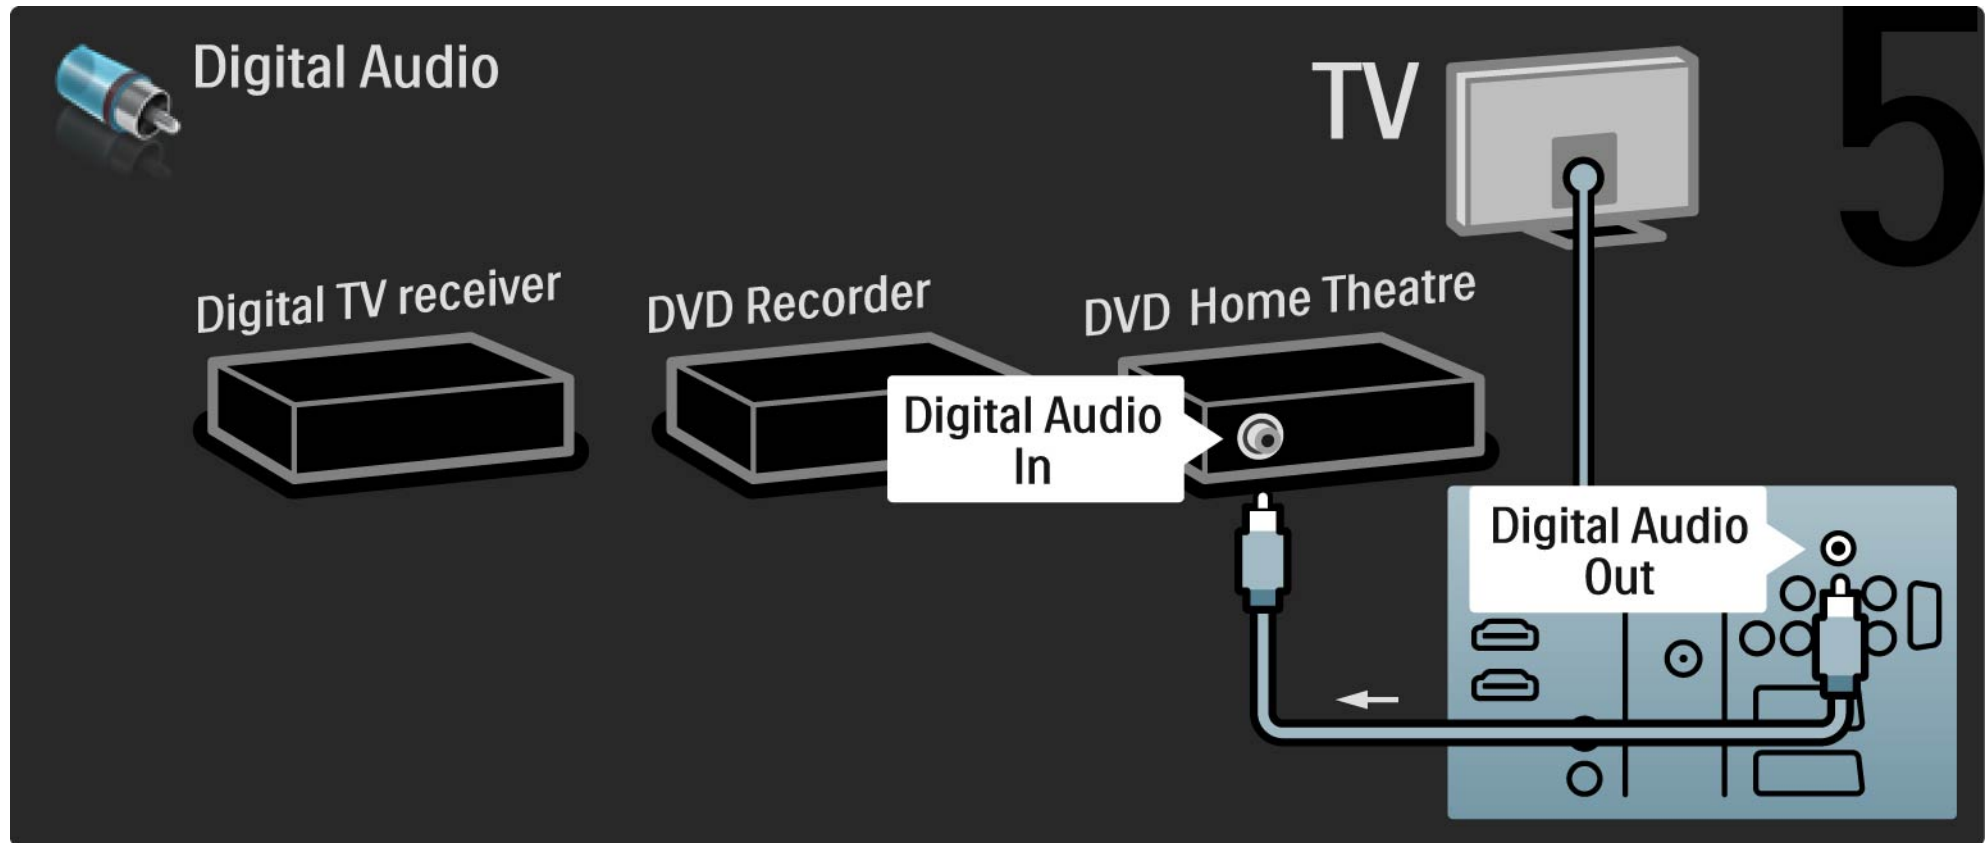 Digital Audio
TV
5
Digital TV receiver
DVD Recorder
DVD Home Theatre
Digital Audio
In
Digital Audio
Out